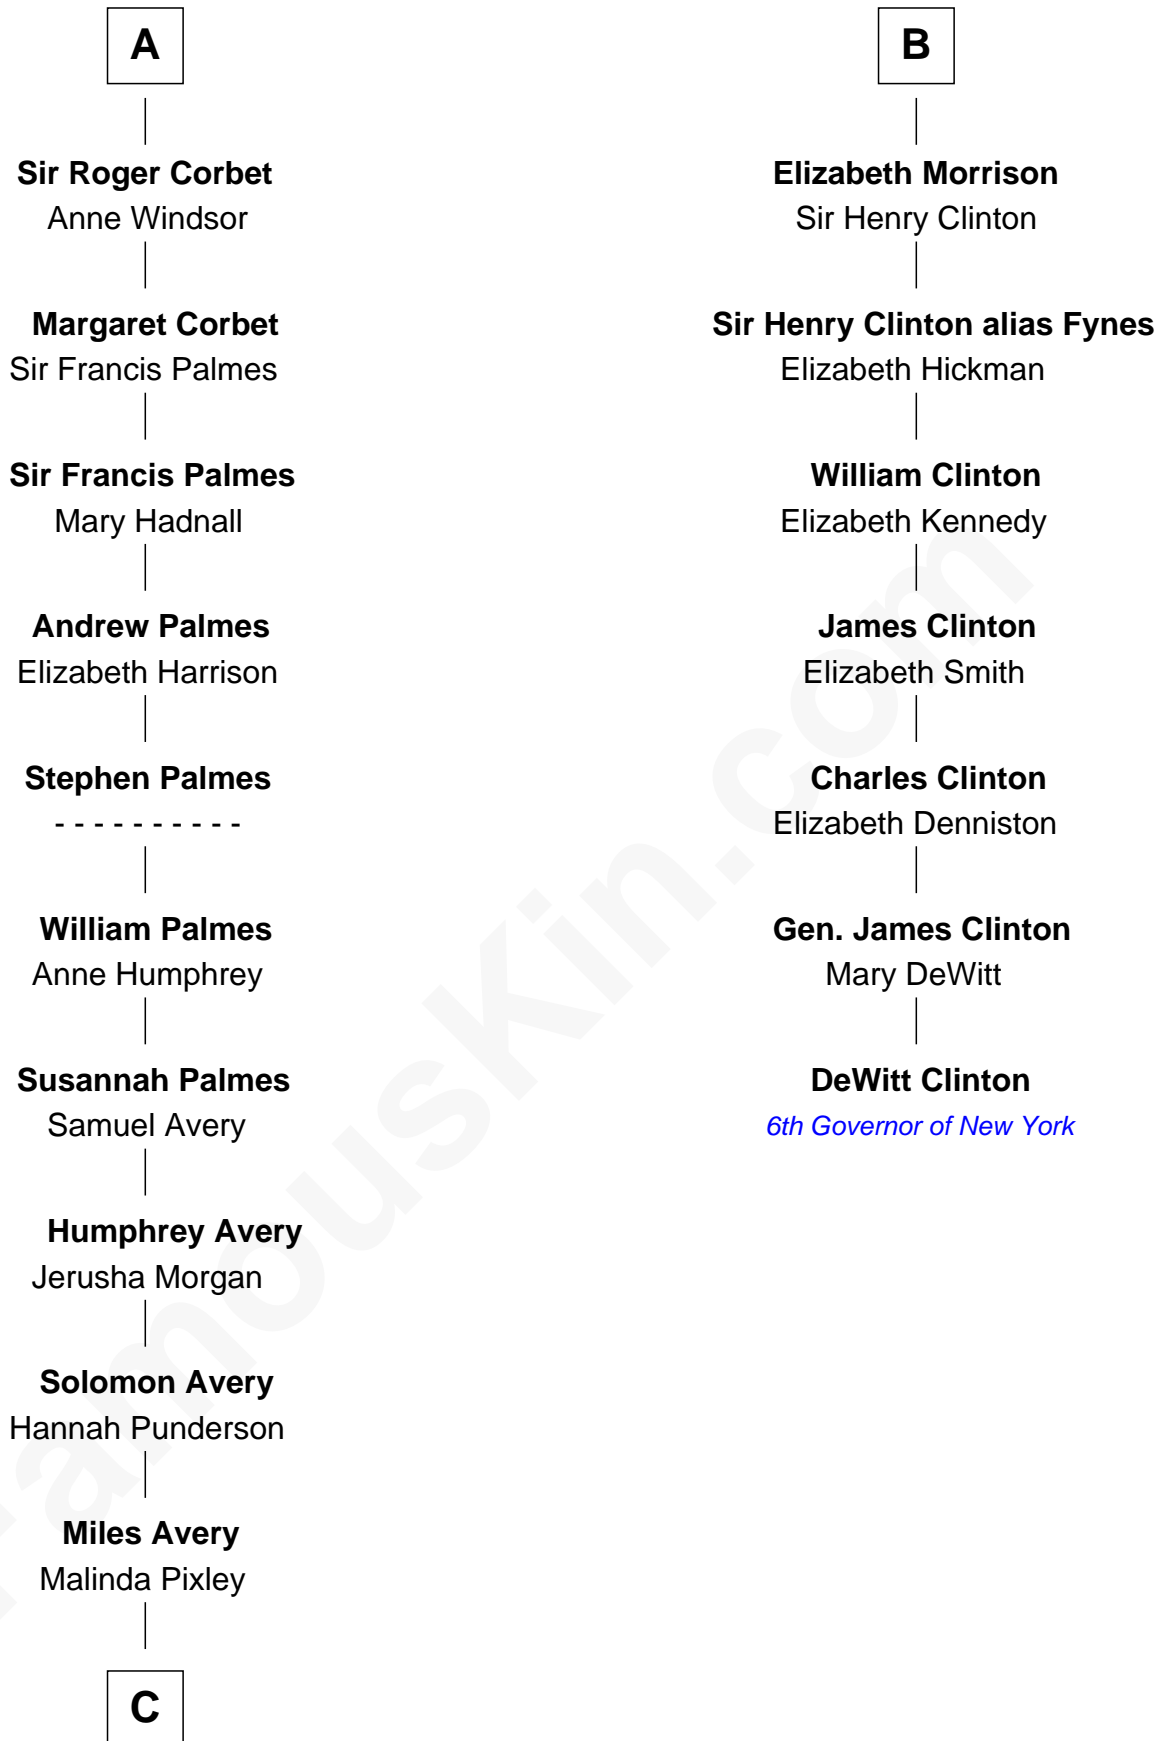 A
Sir Roger Corbet
Anne Windsor
Margaret Corbet
Sir Francis Palmes
Sir Francis Palmes
Mary Hadnall
Andrew Palmes
Elizabeth Harrison
Stephen Palmes
- - - - - - - - - -
William Palmes
Anne Humphrey
Susannah Palmes
Samuel Avery
Humphrey Avery
Jerusha Morgan
Solomon Avery
Hannah Punderson
Miles Avery
Malinda Pixley
C
B
Elizabeth Morrison
Sir Henry Clinton
Sir Henry Clinton alias Fynes
Elizabeth Hickman
William Clinton
Elizabeth Kennedy
James Clinton
Elizabeth Smith
Charles Clinton
Elizabeth Denniston
Gen. James Clinton
Mary DeWitt
DeWitt Clinton
6th Governor of New York
FamousKin.com